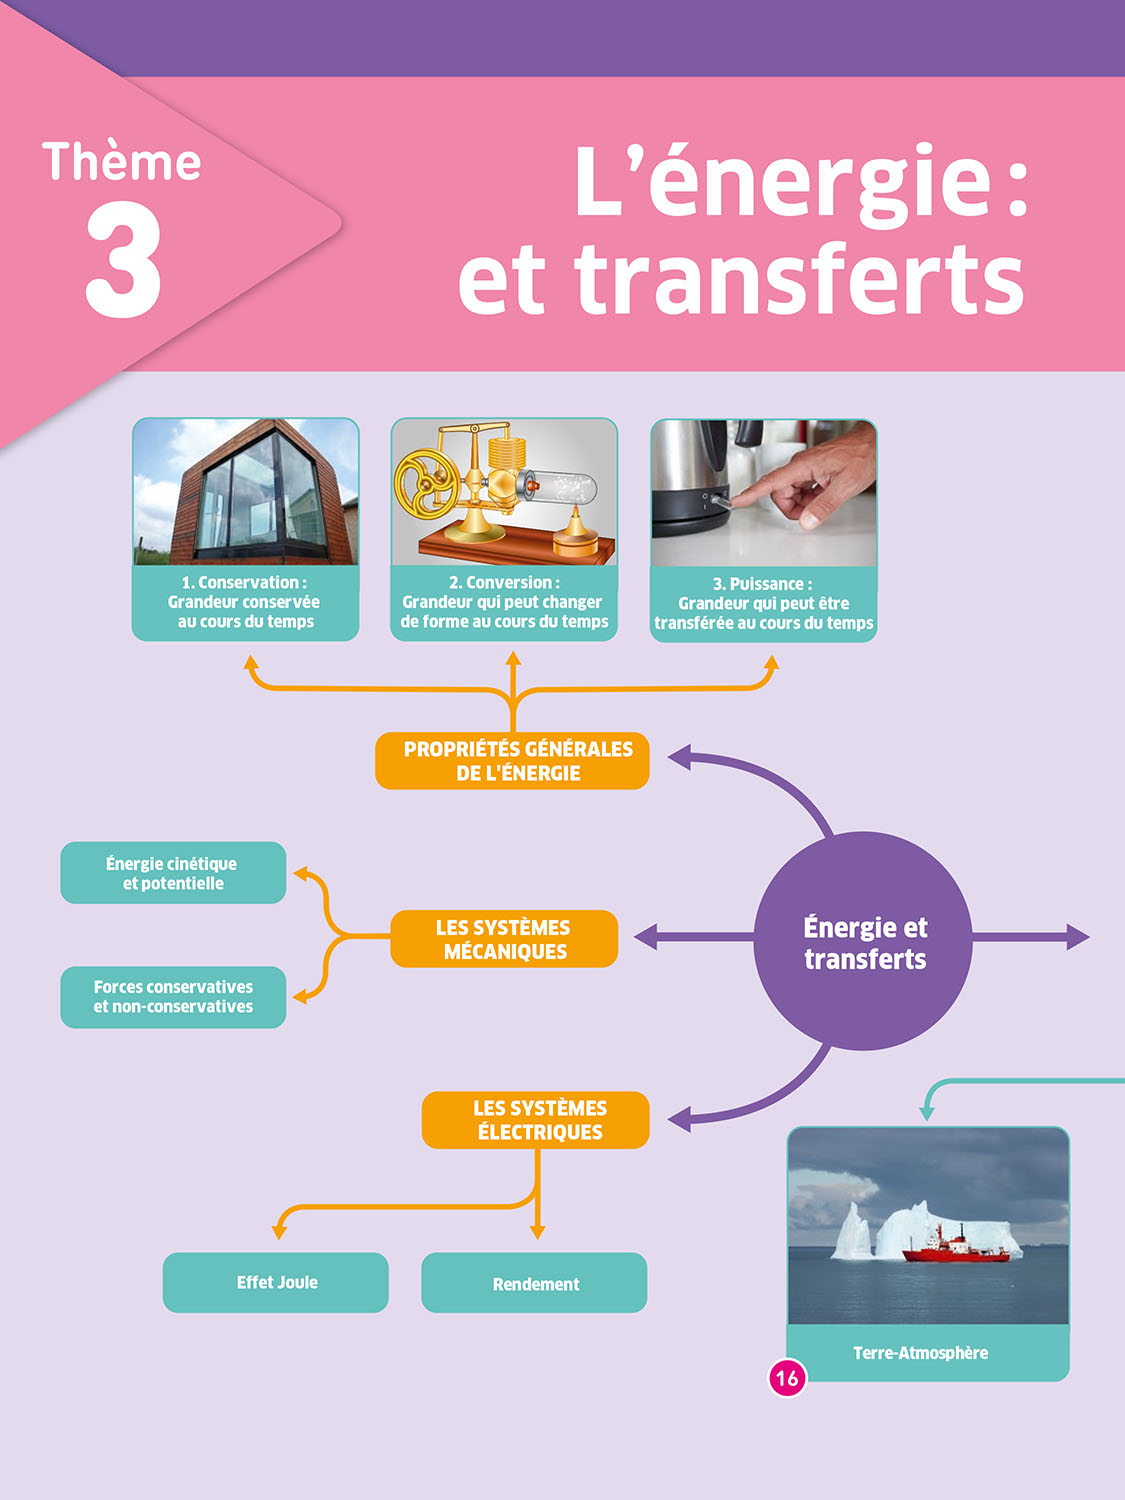 Thème
3
L'énergie :
et transferts
1. Conservation :
Grandeur conservée
au cours du temps
2. Conversion :
Grandeur qui peut changer
de forme au cours du temps
3. Puissance :
Grandeur qui peut être
transférée au cours du temps
PROPRIÉTÉS GÉNÉRALES
DE L'ÉNERGIE
Énergie cinétique
et potentielle
LES SYSTÈMES
MÉCANIQUES
Énergie et
transferts
Forces conservatives
et non-conservatives
LES SYSTÈMES
ÉLECTRIQUES
Effet Joule
Rendement
Terre-Atmosphère
16